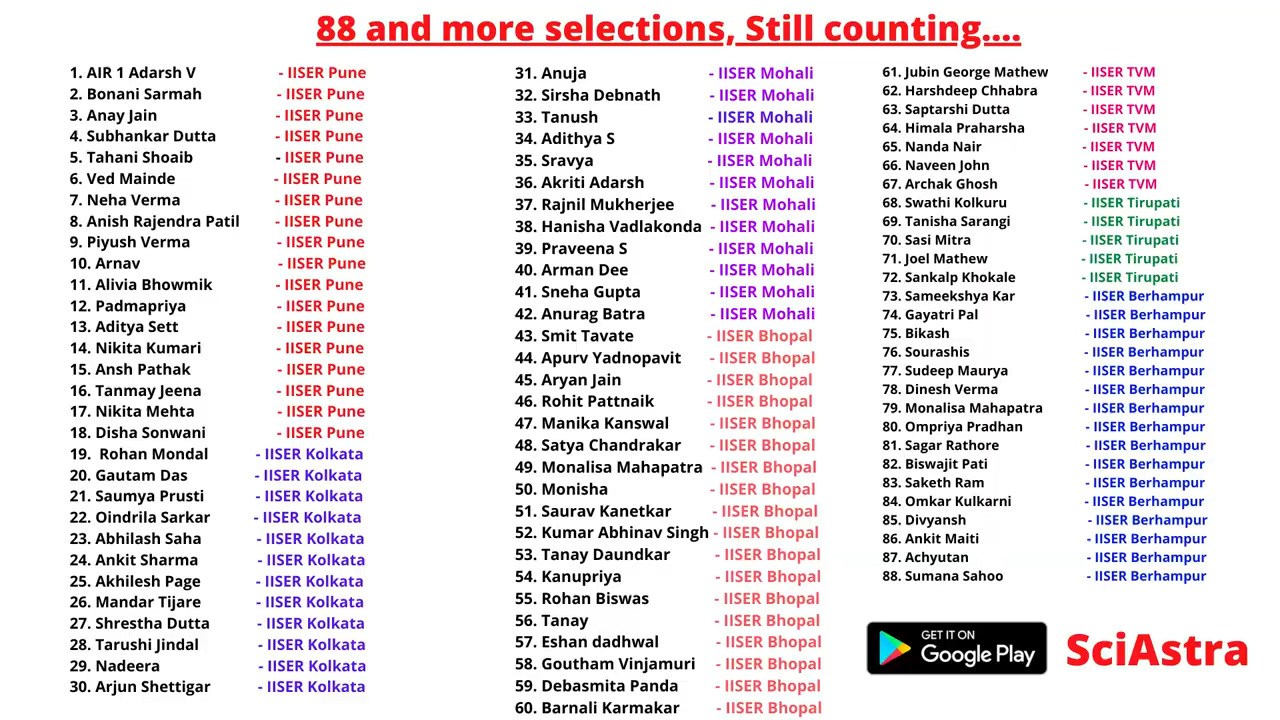 88 and more selections, Still counting....
1. AIR 1 Adarsh V - IISER Pune
2. Bonani Sarmah - IISER Pune
3. Anay Jain - IISER Pune
4. Subhankar Dutta - IISER Pune
5. Tahani Shoaib - IISER Pune
6. Ved Mainde - IISER Pune
7. Neha Verma - IISER Pune
8. Anish Rajendra Patil - IISER Pune
9. Piyush Verma - IISER Pune
10. Arnav - IISER Pune
11. Alivia Bhowmik - IISER Pune
12. Padmapriya - IISER Pune
13. Aditya Sett - IISER Pune
14. Nikita Kumari - IISER Pune
15. Ansh Pathak - IISER Pune
16. Tanmay Jeena - IISER Pune
17. Nikita Mehta - IISER Pune
18. Disha Sonwani - IISER Pune
19. Rohan Mondal - IISER Kolkata
20. Gautam Das - IISER Kolkata
21. Saumya Prusti - IISER Kolkata
22. Oindrila Sarkar - IISER Kolkata
23. Abhilash Saha - IISER Kolkata
24. Ankit Sharma - IISER Kolkata
25. Akhilesh Page - IISER Kolkata
26. Mandar Tijare - IISER Kolkata
27. Shrestha Dutta - IISER Kolkata
28. Tarushi Jindal - IISER Kolkata
29. Nadeera - IISER Kolkata
30. Arjun Shettigar - IISER Kolkata
31. Anuja - IISER Mohali
32. Sirsha Debnath - IISER Mohali
33. Tanush - IISER Mohali
34. Adithya S - IISER Mohali
35. Sravya - IISER Mohali
36. Akriti Adarsh - IISER Mohali
37. Rajnil Mukherjee - IISER Mohali
38. Hanisha Vadlakonda - IISER Mohali
39. Praveena S - IISER Mohali
40. Arman Dee - IISER Mohali
41. Sneha Gupta - IISER Mohali
42. Anurag Batra - IISER Mohali
43. Smit Tavate - IISER Bhopal
44. Apurv Yadnopavit - IISER Bhopal
45. Aryan Jain - IISER Bhopal
46. Rohit Pattnaik - IISER Bhopal
47. Manika Kanswal - IISER Bhopal
48. Satya Chandrakar - IISER Bhopal
49. Monalisa Mahapatra - IISER Bhopal
50. Monisha - IISER Bhopal
51. Saurav Kanetkar - IISER Bhopal
52. Kumar Abhinav Singh - IISER Bhopal
53. Tanay Daundkar - IISER Bhopal
54. Kanupriya - IISER Bhopal
55. Rohan Biswas - IISER Bhopal
56. Tanay - IISER Bhopal
57. Eshan dadhwal - IISER Bhopal
58. Goutham Vinjamuri - IISER Bhopal
59. Debasmita Panda - IISER Bhopal
60. Barnali Karmakar - IISER Bhopal
61. Jubin George Mathew - IISER TVM
62. Harshdeep Chhabra - IISER TVM
63. Saptarshi Dutta - IISER TVM
64. Himala Praharsha - IISER TVM
65. Nanda Nair - IISER TVM
66. Naveen John - IISER TVM
67. Archak Ghosh - IISER TVM
68. Swathi Kolkuru - IISER Tirupati
69. Tanisha Sarangi - IISER Tirupati
70. Sasi Mitra - IISER Tirupati
71. Joel Mathew - IISER Tirupati
72. Sankalp Khokale - IISER Tirupati
73. Sameekshya Kar - IISER Berhampur
74. Gayatri Pal - IISER Berhampur
75. Bikash - IISER Berhampur
76. Sourashis - IISER Berhampur
77. Sudeep Maurya - IISER Berhampur
78. Dinesh Verma - IISER Berhampur
79. Monalisa Mahapatra - IISER Berhampur
80. Ompriya Pradhan - IISER Berhampur
81. Sagar Rathore - IISER Berhampur
82. Biswajit Pati - IISER Berhampur
83. Saketh Ram - IISER Berhampur
84. Omkar Kulkarni - IISER Berhampur
85. Divyansh - IISER Berhampur
86. Ankit Maiti - IISER Berhampur
87. Achyutan - IISER Berhampur
88. Sumana Sahoo - IISER Berhampur
GET IT ON
Google Play
SciAstra